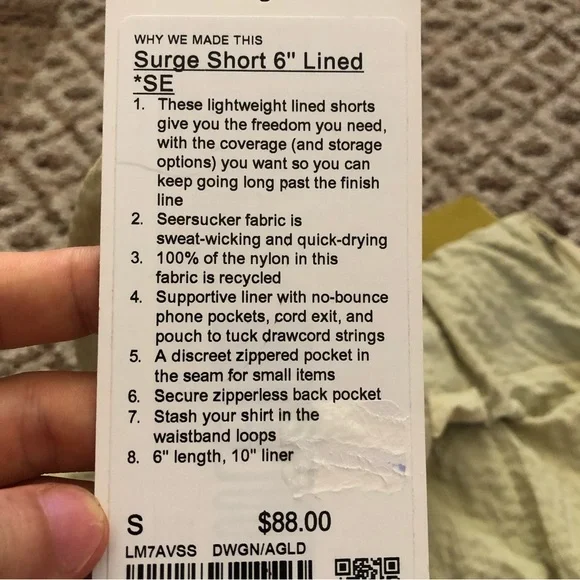 WHY WE MADE THIS
Surge Short 6" Lined
*SE
1. These lightweight lined shorts
give you the freedom you need,
with the coverage (and storage
options) you want so you can
keep going long past the finish
line
2. Seersucker fabric is
sweat-wicking and quick-drying
3. 100% of the nylon in this
fabric is recycled
4. Supportive liner with no-bounce
phone pockets, cord exit, and
pouch to tuck drawcord strings
5. A discreet zippered pocket in
the seam for small items
6. Secure zipperless back pocket
7. Stash your shirt in the
waistband loops
8. 6" length, 10" liner
S $88.00
LM7AVSS DWGN/AGLD